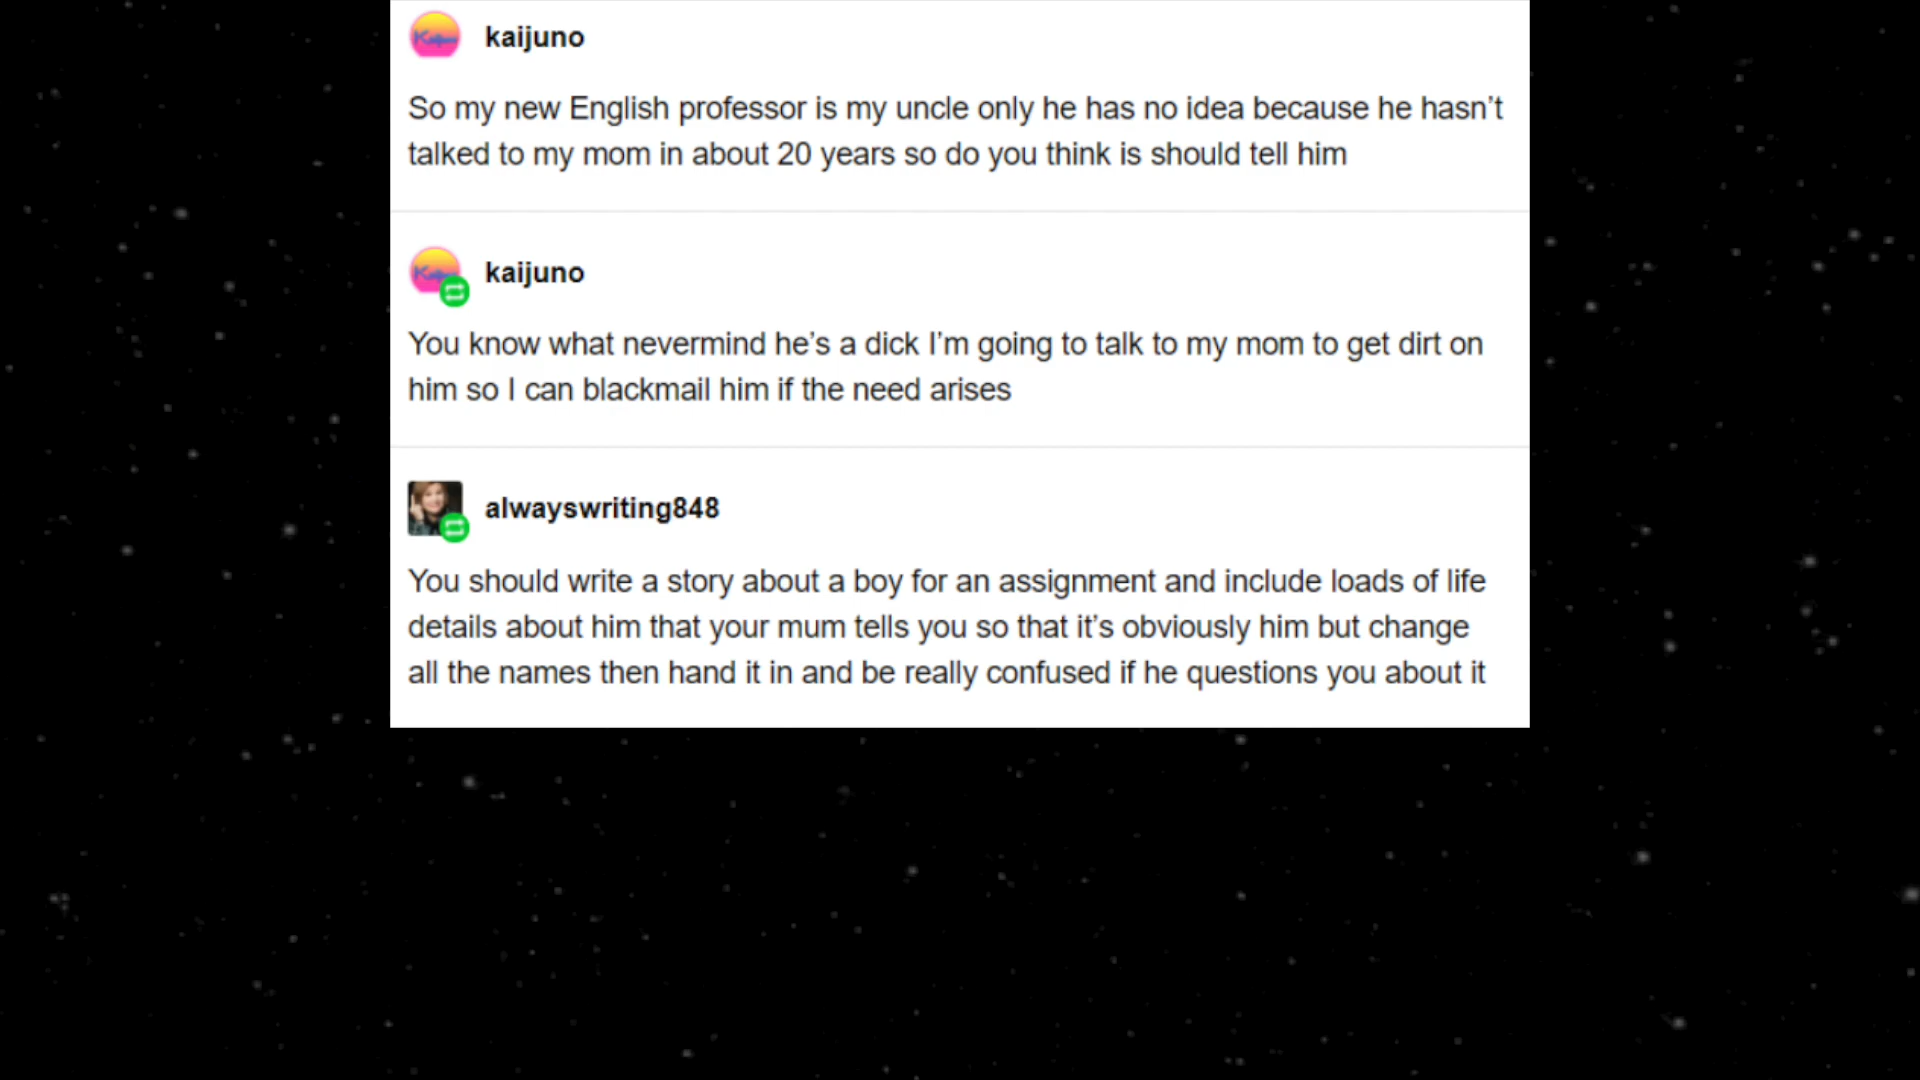 kaijuno
So my new English professor is my uncle only he has no idea because he hasn’t
talked to my mom in about 20 years so do you think is should tell him
kaijuno
You know what nevermind he’s a dick I’m going to talk to my mom to get dirt on
him so I can blackmail him if the need arises
alwayswriting848
You should write a story about a boy for an assignment and include loads of life
details about him that your mum tells you so that it’s obviously him but change
all the names then hand it in and be really confused if he questions you about it